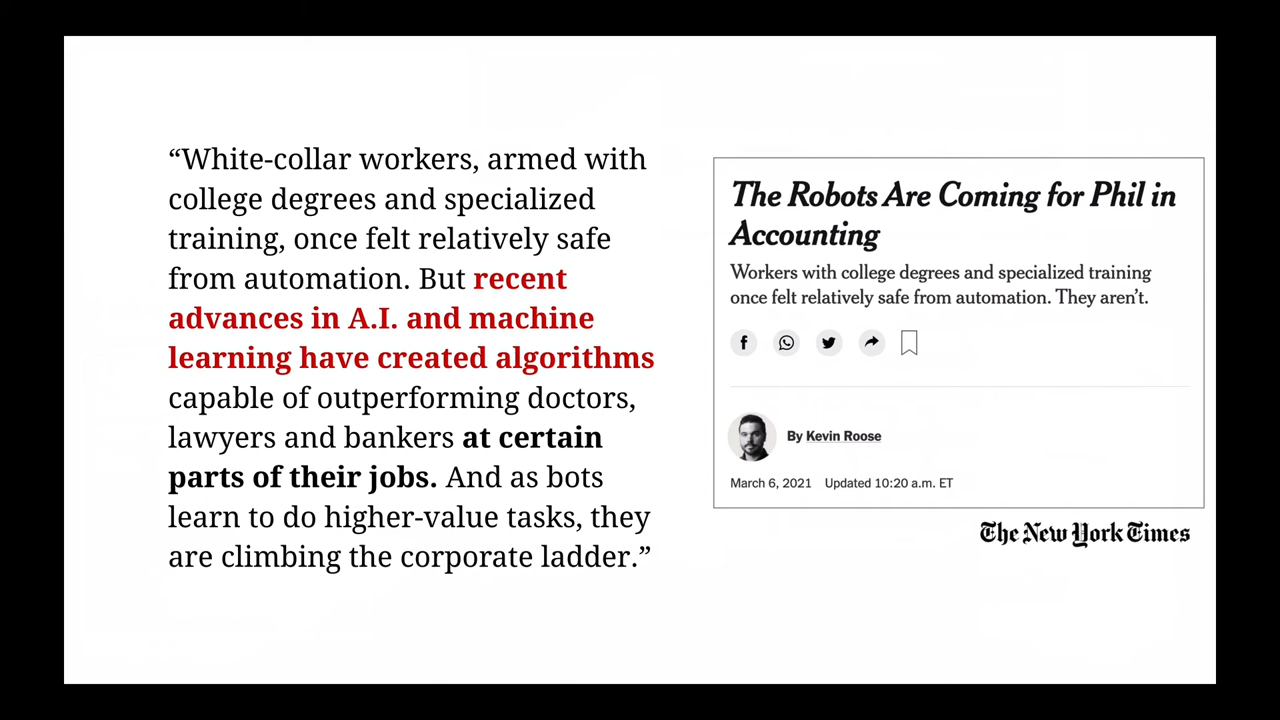 “White-collar workers, armed with
college degrees and specialized
training, once felt relatively safe
from automation. But recent
advances in A.I. and machine
learning have created algorithms
capable of outperforming doctors,
lawyers and bankers at certain
parts of their jobs. And as bots
learn to do higher-value tasks, they
are climbing the corporate ladder.”
The Robots Are Coming for Phil in
Accounting
Workers with college degrees and specialized training
once felt relatively safe from automation. They aren’t.
By Kevin Roose
March 6, 2021 Updated 10:20 a.m. ET
The New York Times